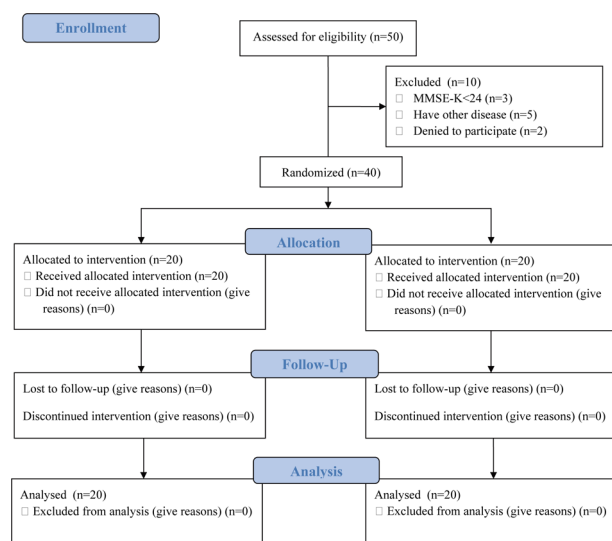 Enrollment
Assessed for eligibility (n=50)
Excluded (n=10)
MMSE-K<24 (n=3)
Have other disease (n=5)
Denied to participate (n=2)
Randomized (n=40)
Allocation
Allocated to intervention (n=20)
Received allocated intervention (n=20)
Did not receive allocated intervention (give
reasons) (n=0)
Allocated to intervention (n=20)
Received allocated intervention (n=20)
Did not receive allocated intervention (give
reasons) (n=0)
Follow-Up
Lost to follow-up (give reasons) (n=0)
Discontinued intervention (give reasons) (n=0)
Lost to follow-up (give reasons) (n=0)
Discontinued intervention (give reasons) (n=0)
Analysis
Analysed (n=20)
Excluded from analysis (give reasons) (n=0)
Analysed (n=20)
Excluded from analysis (give reasons) (n=0)